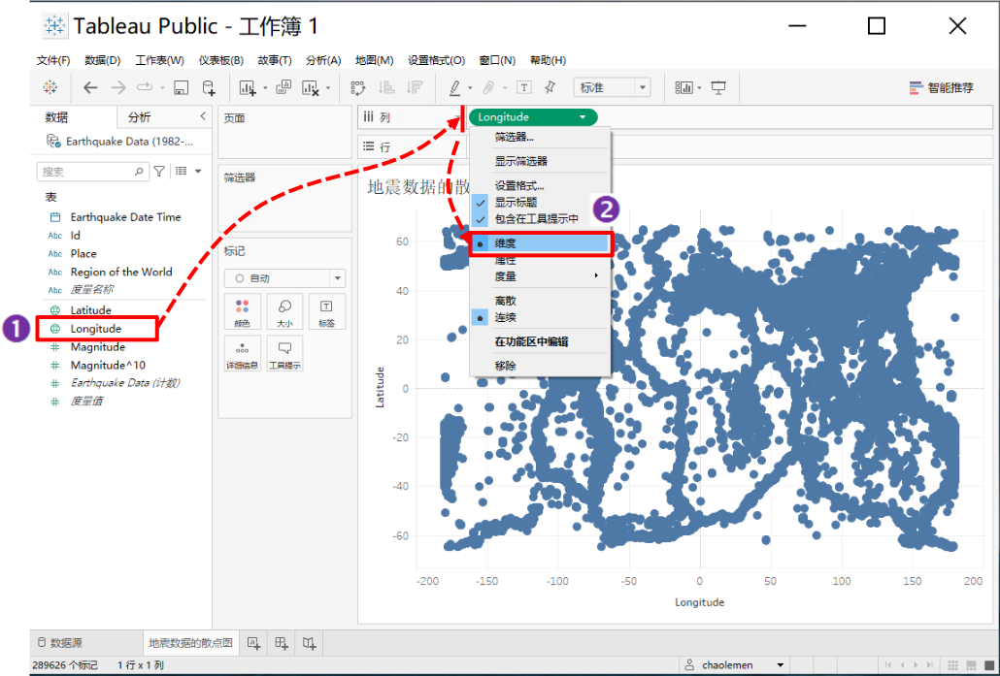 Tableau Public - 工作簿 1
文件(F) 数据(D) 工作表(W) 仪表板(B) 故事(T) 分析(A) 地图(M) 设置格式(O) 窗口(N) 帮助(H)
标准
智能推荐
数据 分析
Earthquake Data (1982-...
搜索
表
Earthquake Date Time
Abc Id
Abc Place
Abc Region of the World
Abc 度量名称
Latitude
1
Longitude
Magnitude
Magnitude^10
Earthquake Data (计数)
度量值
页面
筛选器
标记
自动
颜色 大小 标签
详细信息 工具提示
列 Longitude
行
地震数据的散
筛选器...
显示筛选器
设置格式...
显示标题
包含在工具提示中
2
维度
属性
度量
离散
连续
在功能区中编辑
移除
60
40
20
0
-20
-40
-60
Latitude
-200 -150 -100 -50 0 50 100 150 200
Longitude
数据源 地震数据的散点图
289626 个标记 1 行 x 1 列 chaolemen